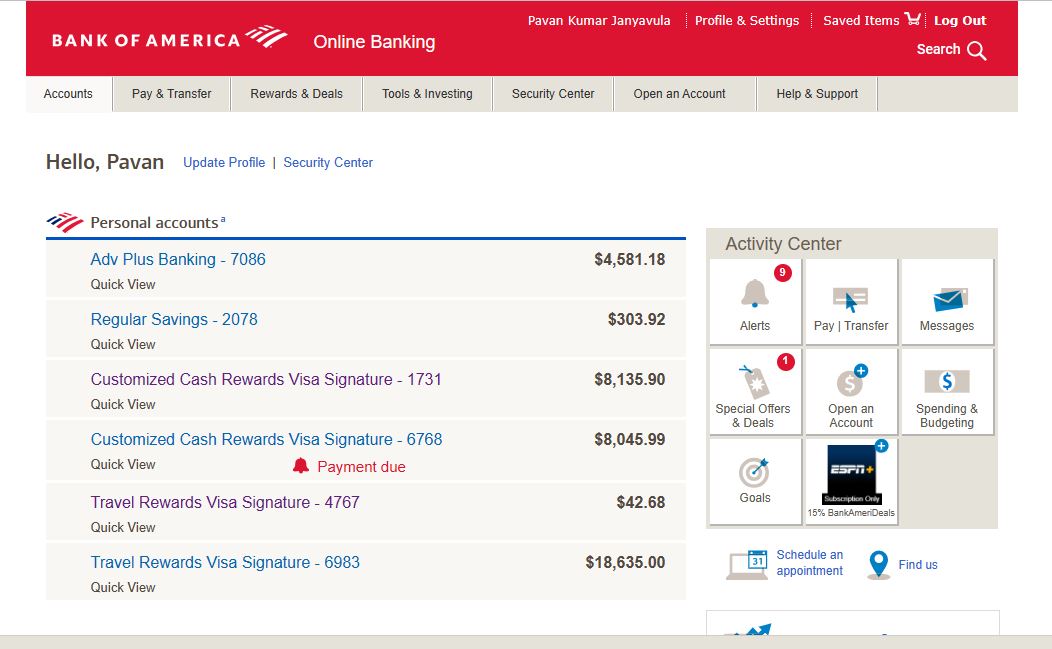 Pavan Kumar Janyavula Profile & Settings Saved Items Log Out
BANK OF AMERICA Online Banking
Search
Accounts Pay & Transfer Rewards & Deals Tools & Investing Security Center Open an Account Help & Support
Hello, Pavan Update Profile | Security Center
Personal accounts a
Adv Plus Banking - 7086 $4,581.18
Quick View
Regular Savings - 2078 $303.92
Quick View
Customized Cash Rewards Visa Signature - 1731 $8,135.90
Quick View
Customized Cash Rewards Visa Signature - 6768 $8,045.99
Quick View Payment due
Travel Rewards Visa Signature - 4767 $42.68
Quick View
Travel Rewards Visa Signature - 6983 $18,635.00
Quick View
Activity Center
9
Alerts Pay | Transfer Messages
1
$ $
Special Offers Open an Spending &
& Deals Account Budgeting
ESPN+
Subscription Only
Goals
15% BankAmeriDeals
31
Schedule an
appointment
Find us